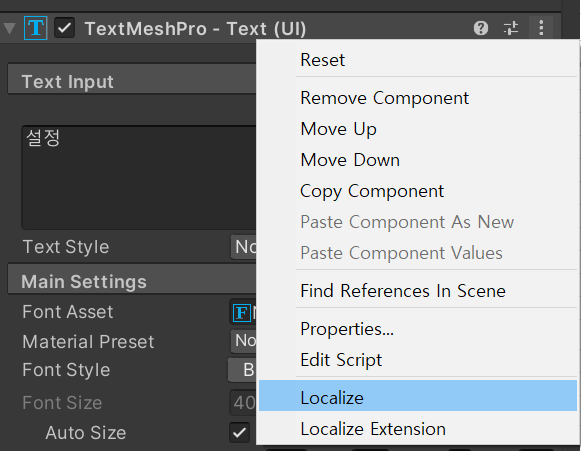 TextMeshPro - Text (UI)
Reset
Text Input
Remove Component
Move Up
설정
Move Down
Copy Component
Paste Component As New
Text Style
Paste Component Values
Main Settings
Find References In Scene
Font Asset
Properties...
Material Preset
Edit Script
Font Style B
Font Size 40
Localize
Auto Size
Localize Extension